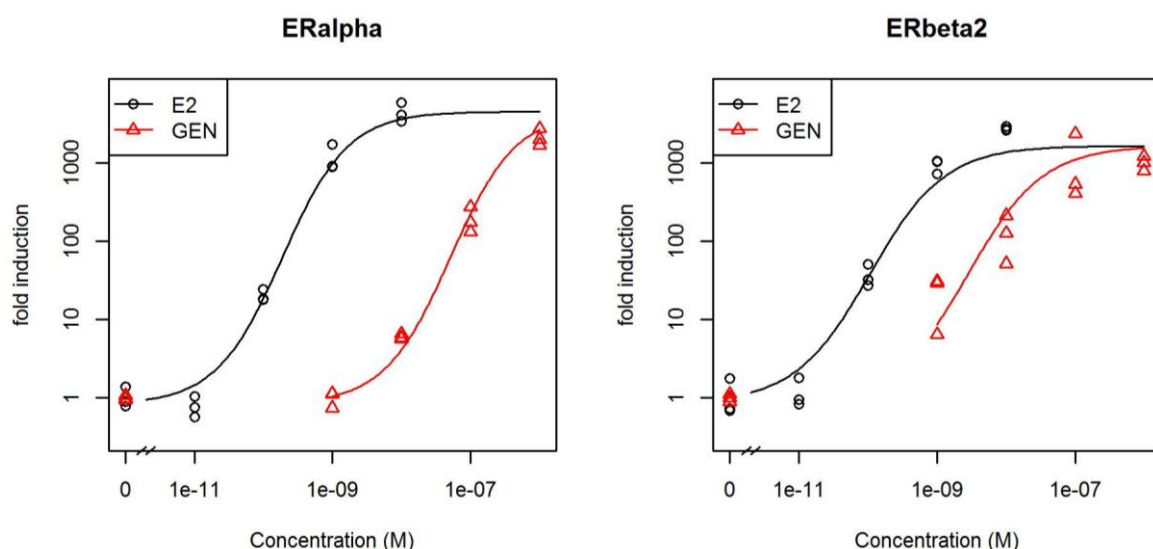 ERalpha
E2
GEN
fold induction
1000
100
10
1
0
1e-11
1e-09
1e-07
Concentration (M)
ERbeta2
E2
GEN
fold induction
1000
100
10
1
0
1e-11
1e-09
1e-07
Concentration (M)